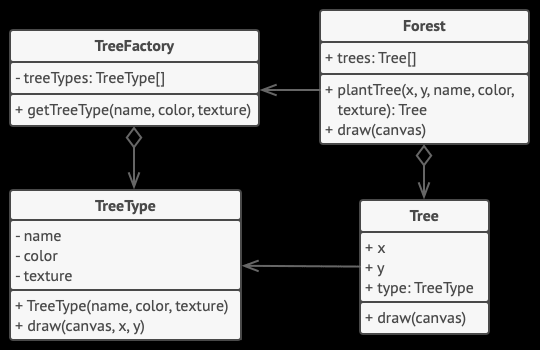 TreeFactory
- treeTypes: TreeType[]
+ getTreeType(name, color, texture)
Forest
+ trees: Tree[]
+ plantTree(x, y, name, color,
texture): Tree
+ draw(canvas)
TreeType
- name
- color
- texture
+ TreeType(name, color, texture)
+ draw(canvas, x, y)
Tree
+ x
+ y
+ type: TreeType
+ draw(canvas)